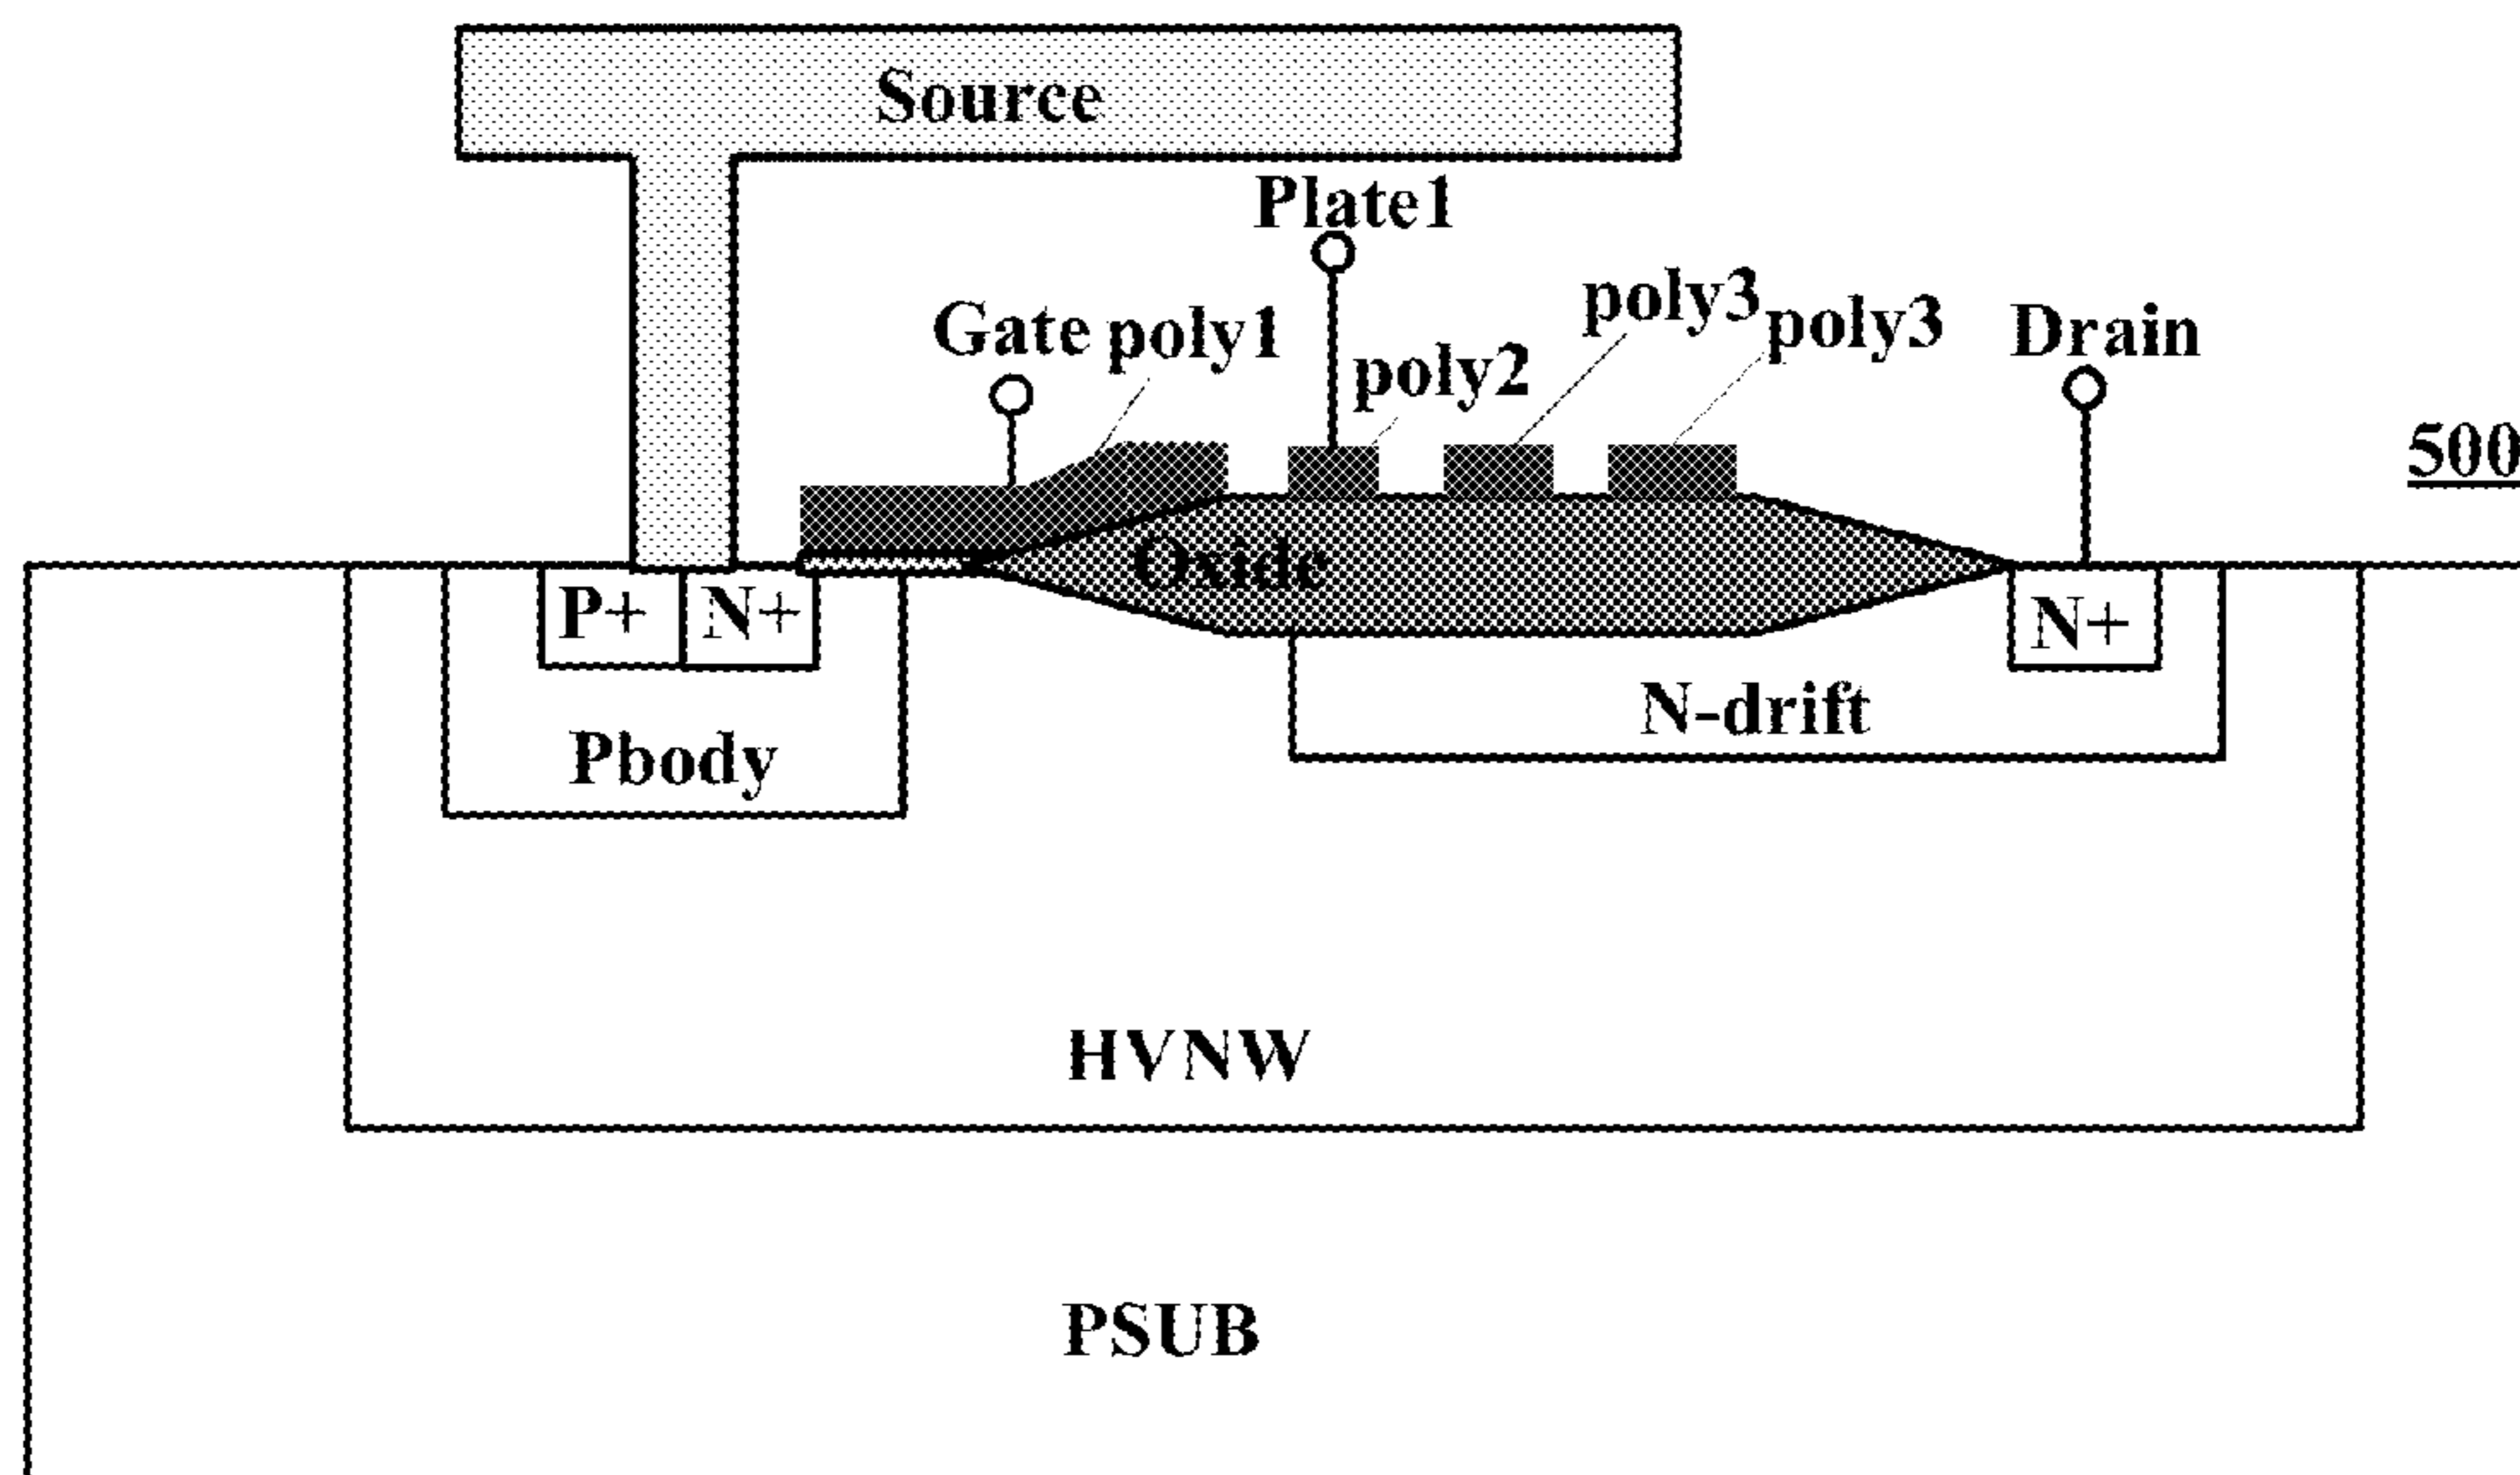 Source
Plate1
Gate poly1
poly2
poly3
poly3
Drain
500
Oxide
P+
N+
N+
Pbody
N-drift
HVNW
PSUB